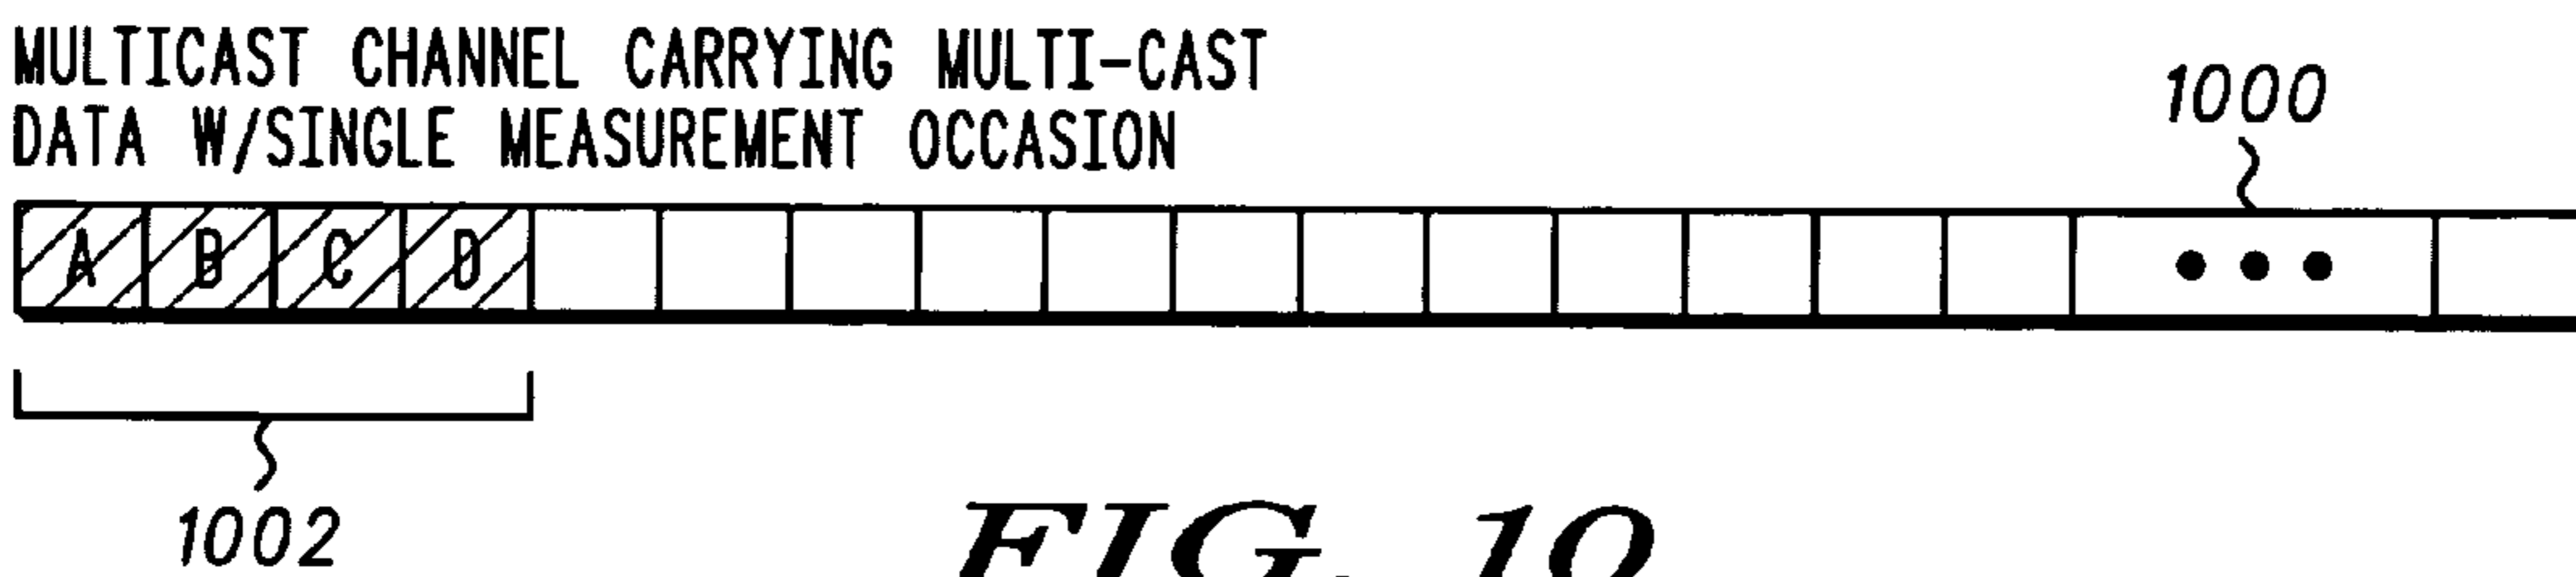 MULTICAST CHANNEL CARRYING MULTI-CAST
DATA W/SINGLE MEASUREMENT OCCASION
1000
A B C D
1002
FIG. 10